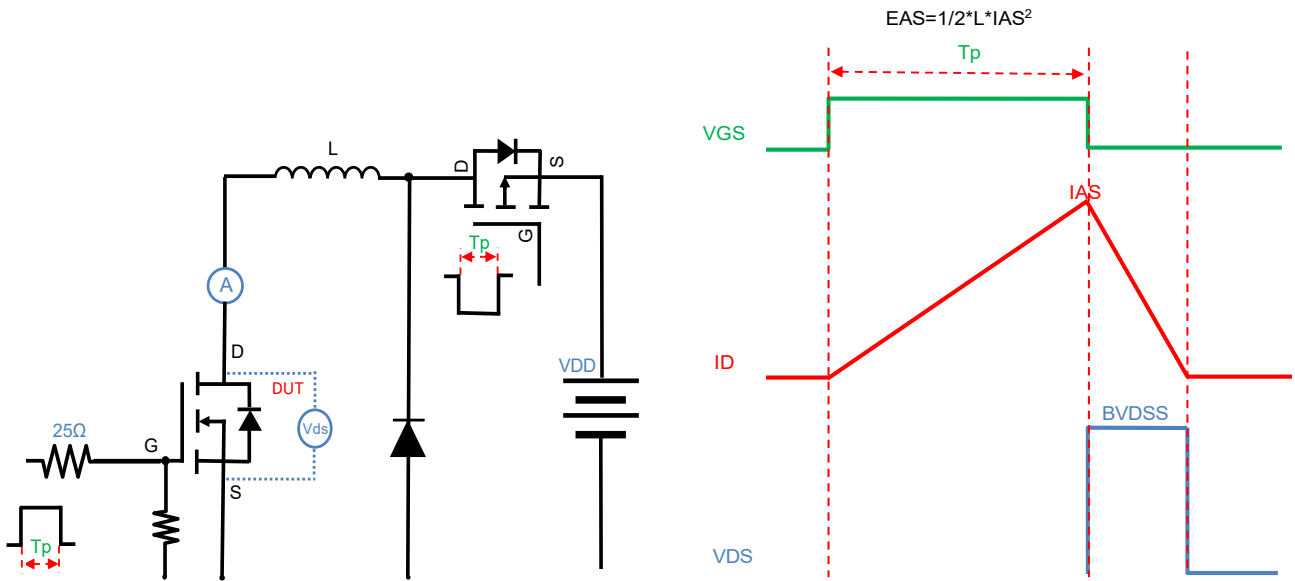 EAS=1/2*L*IAS²
Tp
VGS
L
D
S
G
Tp
IAS
A
D
VDD
ID
DUT
Vds
BVDSS
25Ω
G
S
Tp
VDS